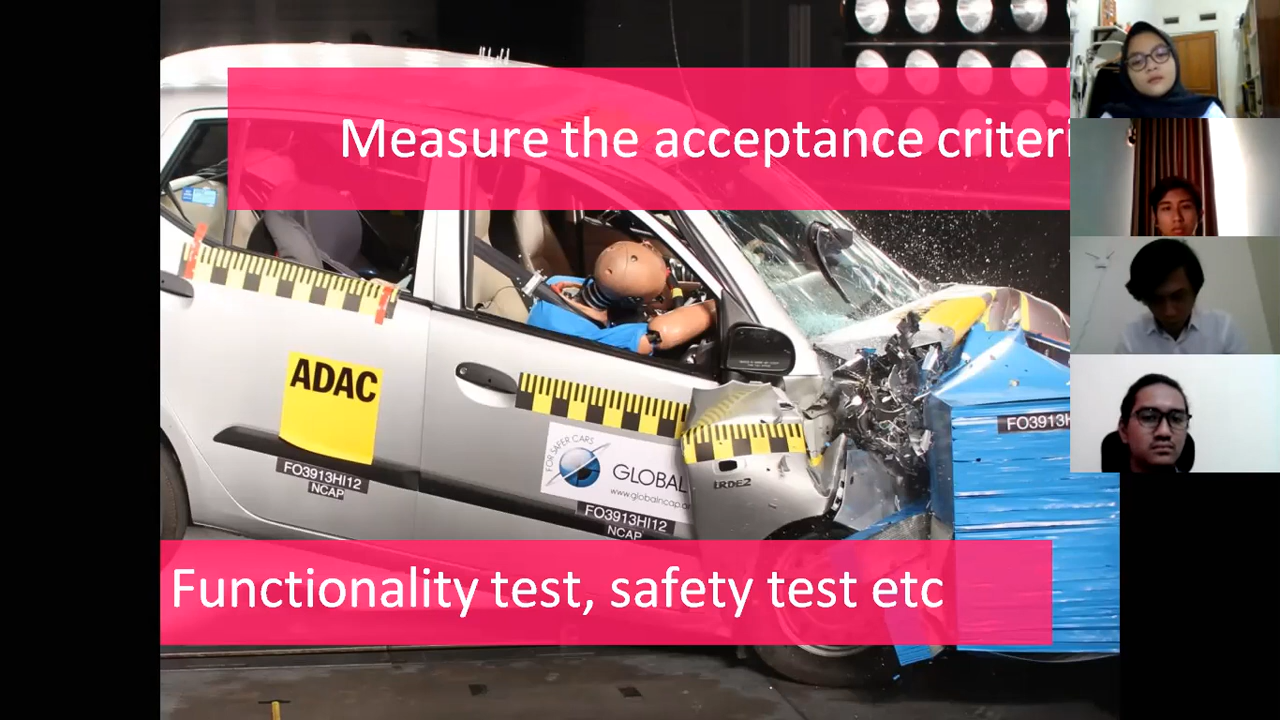 Measure the acceptance criteri
ADAC
FO3913HI12
NCAP
FOR SAFER CARS
GLOBAL
www.globalncap.o
FO3913HI12
NCAP
LRDE2
FO3913H
Functionality test, safety test etc